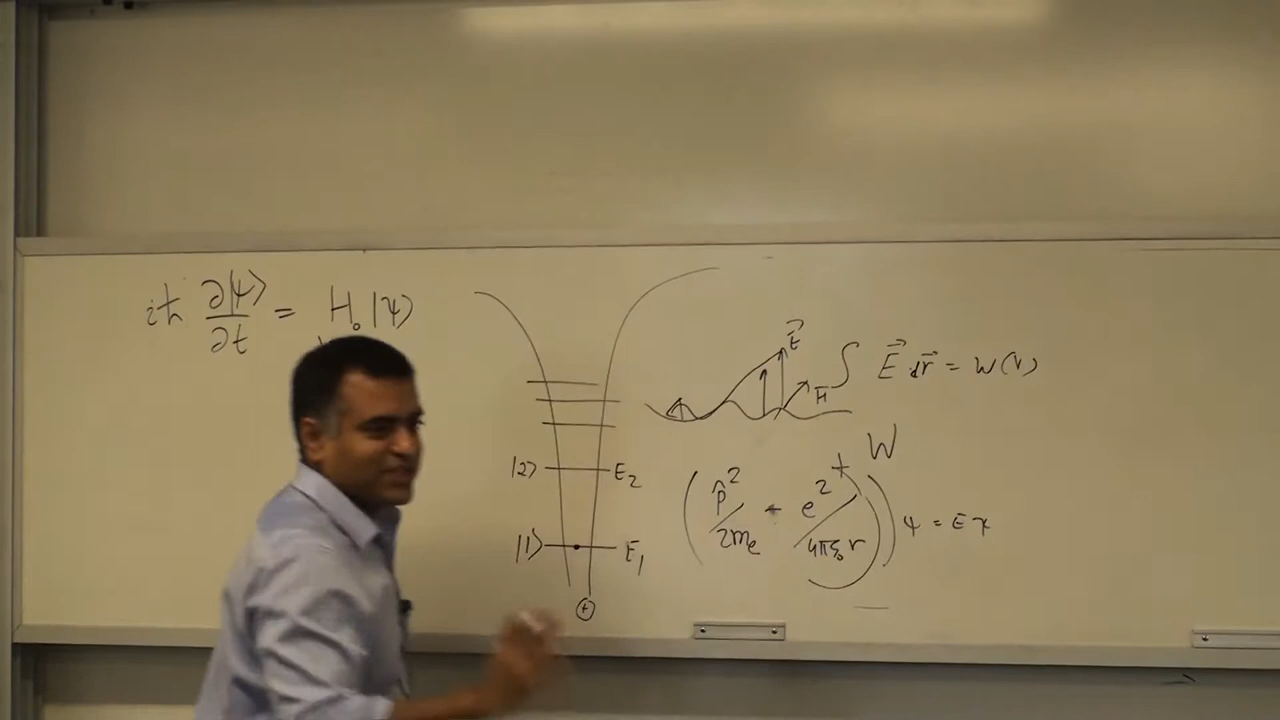 iħ ∂|ψ⟩/∂t = H₀|ψ⟩
E⃗
H
∫ E⃗ dr⃗ = W(r)
|2⟩ E₂
|1⟩ E₁
+
+ W
(p̂²/2mₑ - e²/4πε₀r) ψ = Eψ